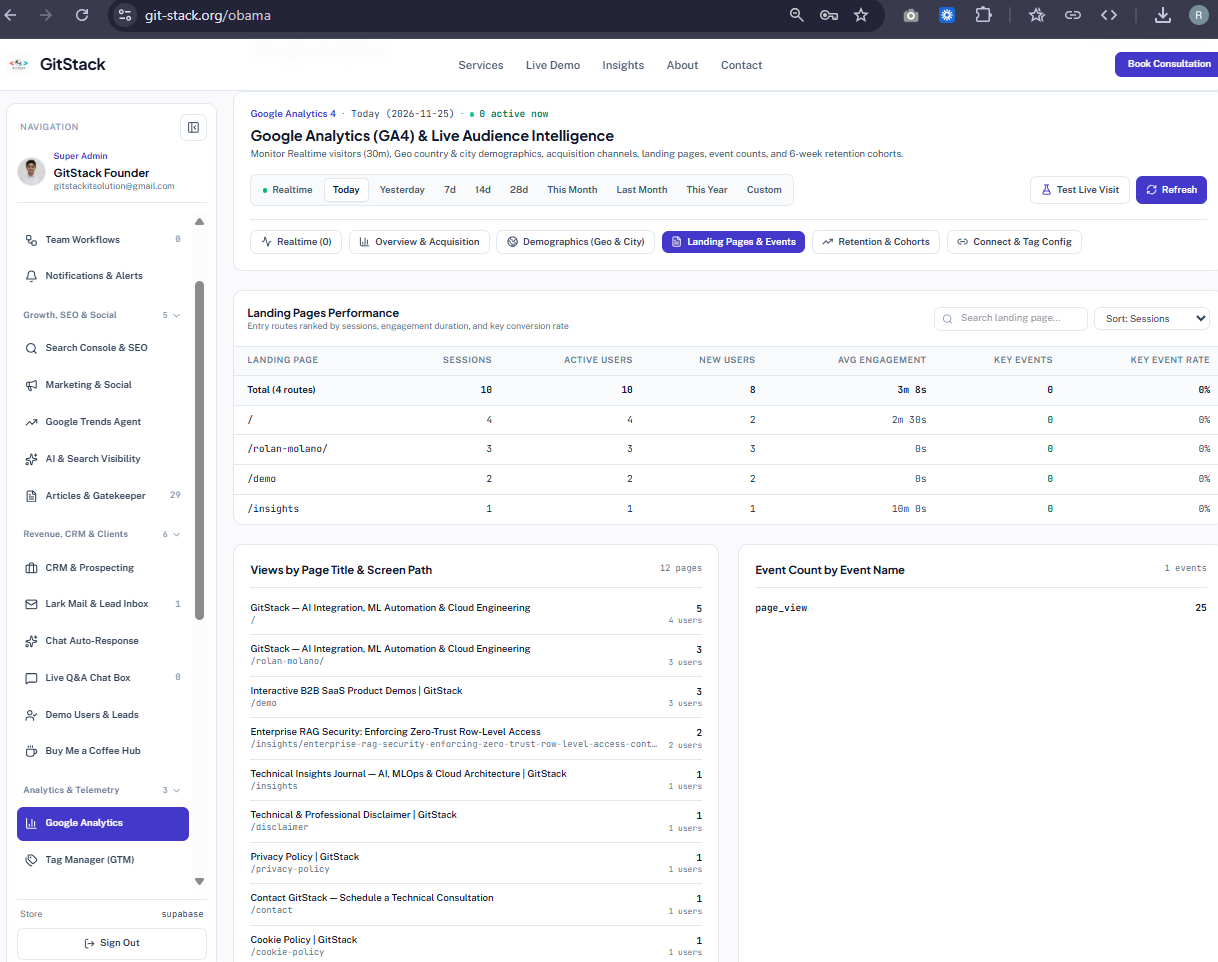 git-stack.org/obama
R
GitStack
Services Live Demo Insights About Contact
Book Consultation
NAVIGATION
Super Admin
GitStack Founder
gitstackitsolution@gmail.com
Team Workflows 0
Notifications & Alerts
Growth, SEO & Social 5
Search Console & SEO
Marketing & Social
Google Trends Agent
AI & Search Visibility
Articles & Gatekeeper 29
Revenue, CRM & Clients 6
CRM & Prospecting
Lark Mail & Lead Inbox 1
Chat Auto-Response
Live Q&A Chat Box 0
Demo Users & Leads
Buy Me a Coffee Hub
Analytics & Telemetry 3
Google Analytics
Tag Manager (GTM)
Store supabase
Sign Out
Google Analytics 4 · Today (2026-11-25) · 0 active now
Google Analytics (GA4) & Live Audience Intelligence
Monitor Realtime visitors (30m), Geo country & city demographics, acquisition channels, landing pages, event counts, and 6-week retention cohorts.
Realtime Today Yesterday 7d 14d 28d This Month Last Month This Year Custom
Test Live Visit Refresh
Realtime (0) Overview & Acquisition Demographics (Geo & City) Landing Pages & Events Retention & Cohorts Connect & Tag Config
Landing Pages Performance
Entry routes ranked by sessions, engagement duration, and key conversion rate
Search landing page... Sort: Sessions
LANDING PAGE SESSIONS ACTIVE USERS NEW USERS AVG ENGAGEMENT KEY EVENTS KEY EVENT RATE
Total (4 routes) 10 10 8 3m 8s 0 0%
/ 4 4 2 2m 30s 0 0%
/rolan-molano/ 3 3 3 0s 0 0%
/demo 2 2 2 0s 0 0%
/insights 1 1 1 10m 0s 0 0%
Views by Page Title & Screen Path 12 pages
GitStack — AI Integration, ML Automation & Cloud Engineering 5
/ 4 users
GitStack — AI Integration, ML Automation & Cloud Engineering 3
/rolan-molano/ 3 users
Interactive B2B SaaS Product Demos | GitStack 3
/demo 3 users
Enterprise RAG Security: Enforcing Zero-Trust Row-Level Access 2
/insights/enterprise-rag-security-enforcing-zero-trust-row-level-access-cont… 2 users
Technical Insights Journal — AI, MLOps & Cloud Architecture | GitStack 1
/insights 1 users
Technical & Professional Disclaimer | GitStack 1
/disclaimer 1 users
Privacy Policy | GitStack 1
/privacy-policy 1 users
Contact GitStack — Schedule a Technical Consultation 1
/contact 1 users
Cookie Policy | GitStack 1
/cookie-policy 1 users
Event Count by Event Name 1 events
page_view 25